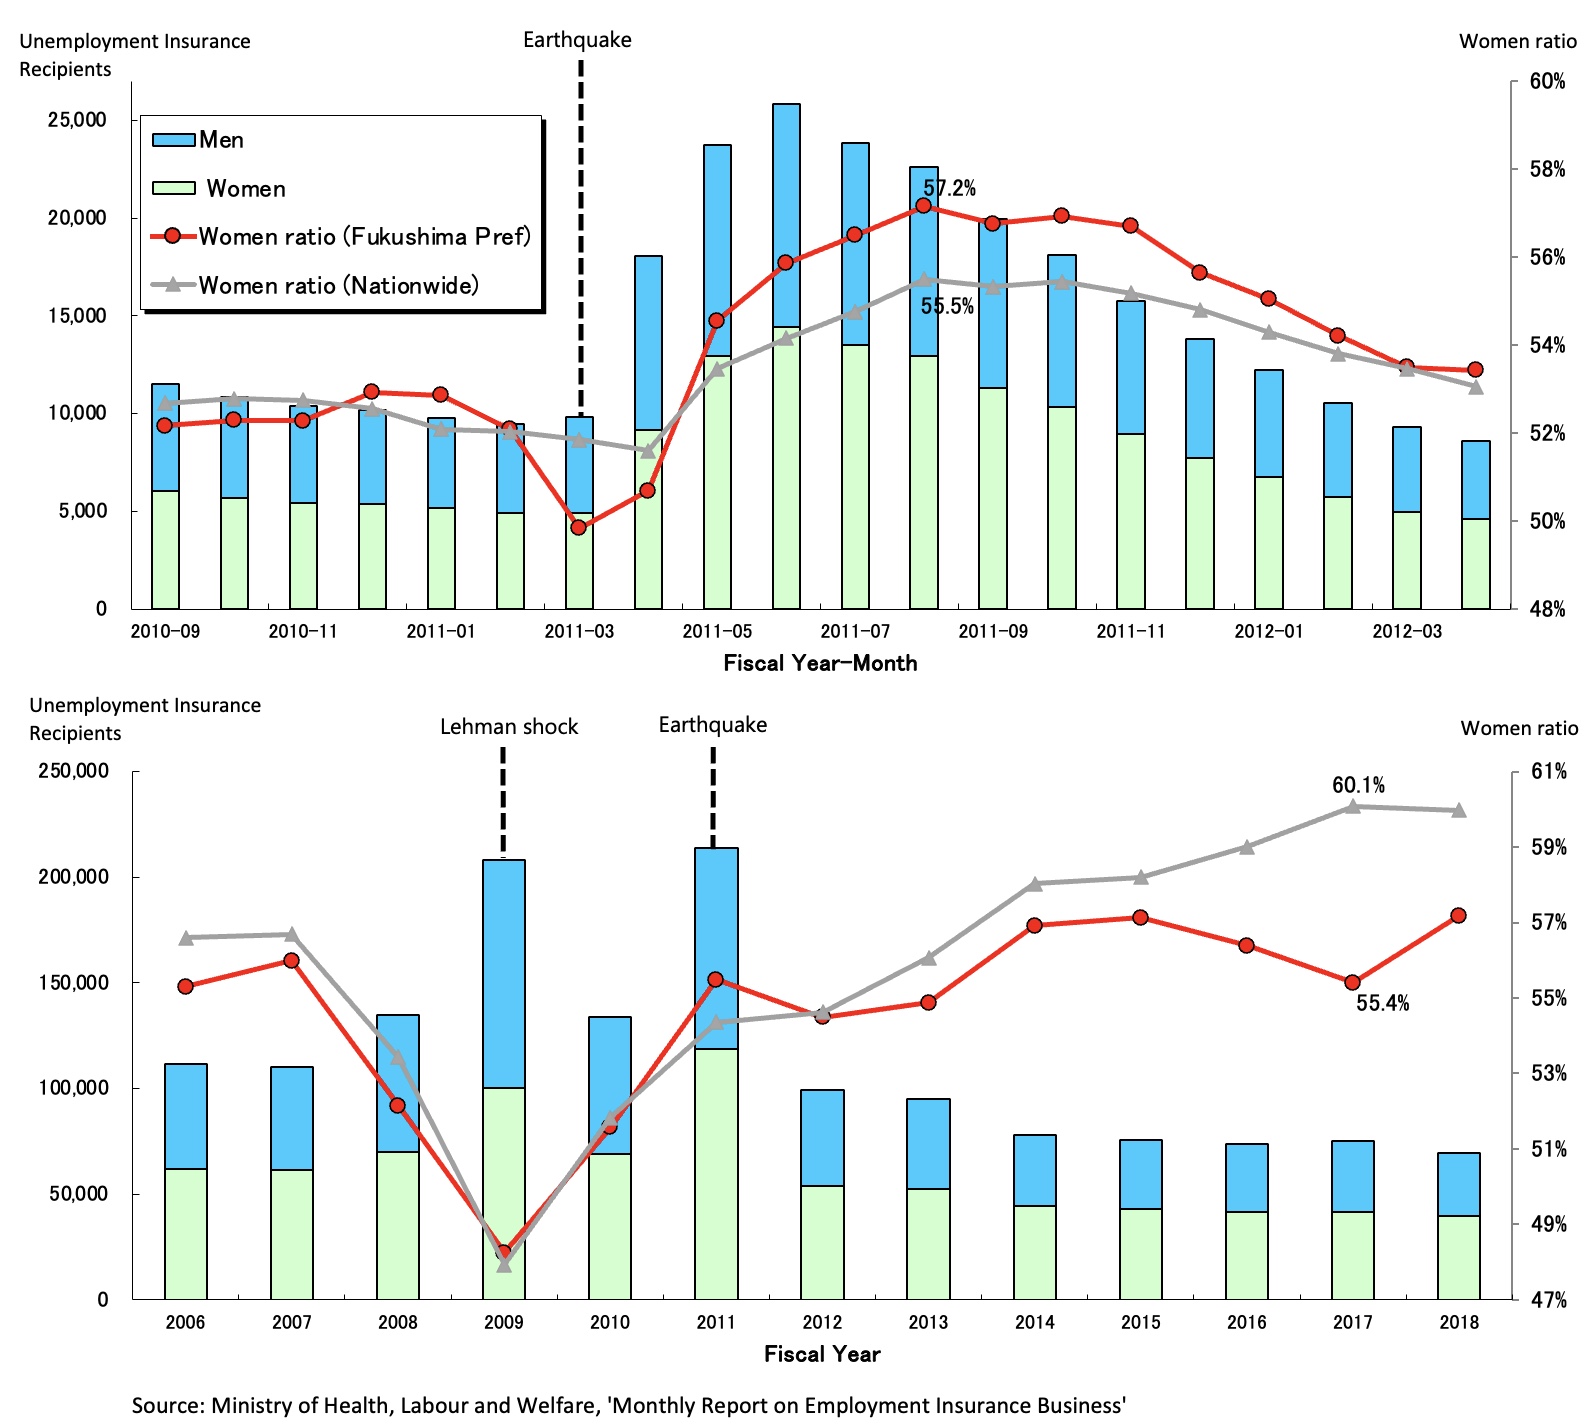 Unemployment Insurance
Recipients
Earthquake
Women ratio
60%
25,000
58%
20,000
56%
15,000
54%
10,000
52%
5,000
50%
0
48%
Men
Women
Women ratio (Fukushima Pref)
Women ratio (Nationwide)
57.2%
55.5%
2010-09 2010-11 2011-01 2011-03 2011-05 2011-07 2011-09 2011-11 2012-01 2012-03
Fiscal Year-Month
Unemployment Insurance
Recipients
Lehman shock
Earthquake
Women ratio
250,000
61%
60.1%
59%
200,000
57%
150,000
55%
55.4%
100,000
53%
51%
50,000
49%
0
47%
2006 2007 2008 2009 2010 2011 2012 2013 2014 2015 2016 2017 2018
Fiscal Year
Source: Ministry of Health, Labour and Welfare, 'Monthly Report on Employment Insurance Business'